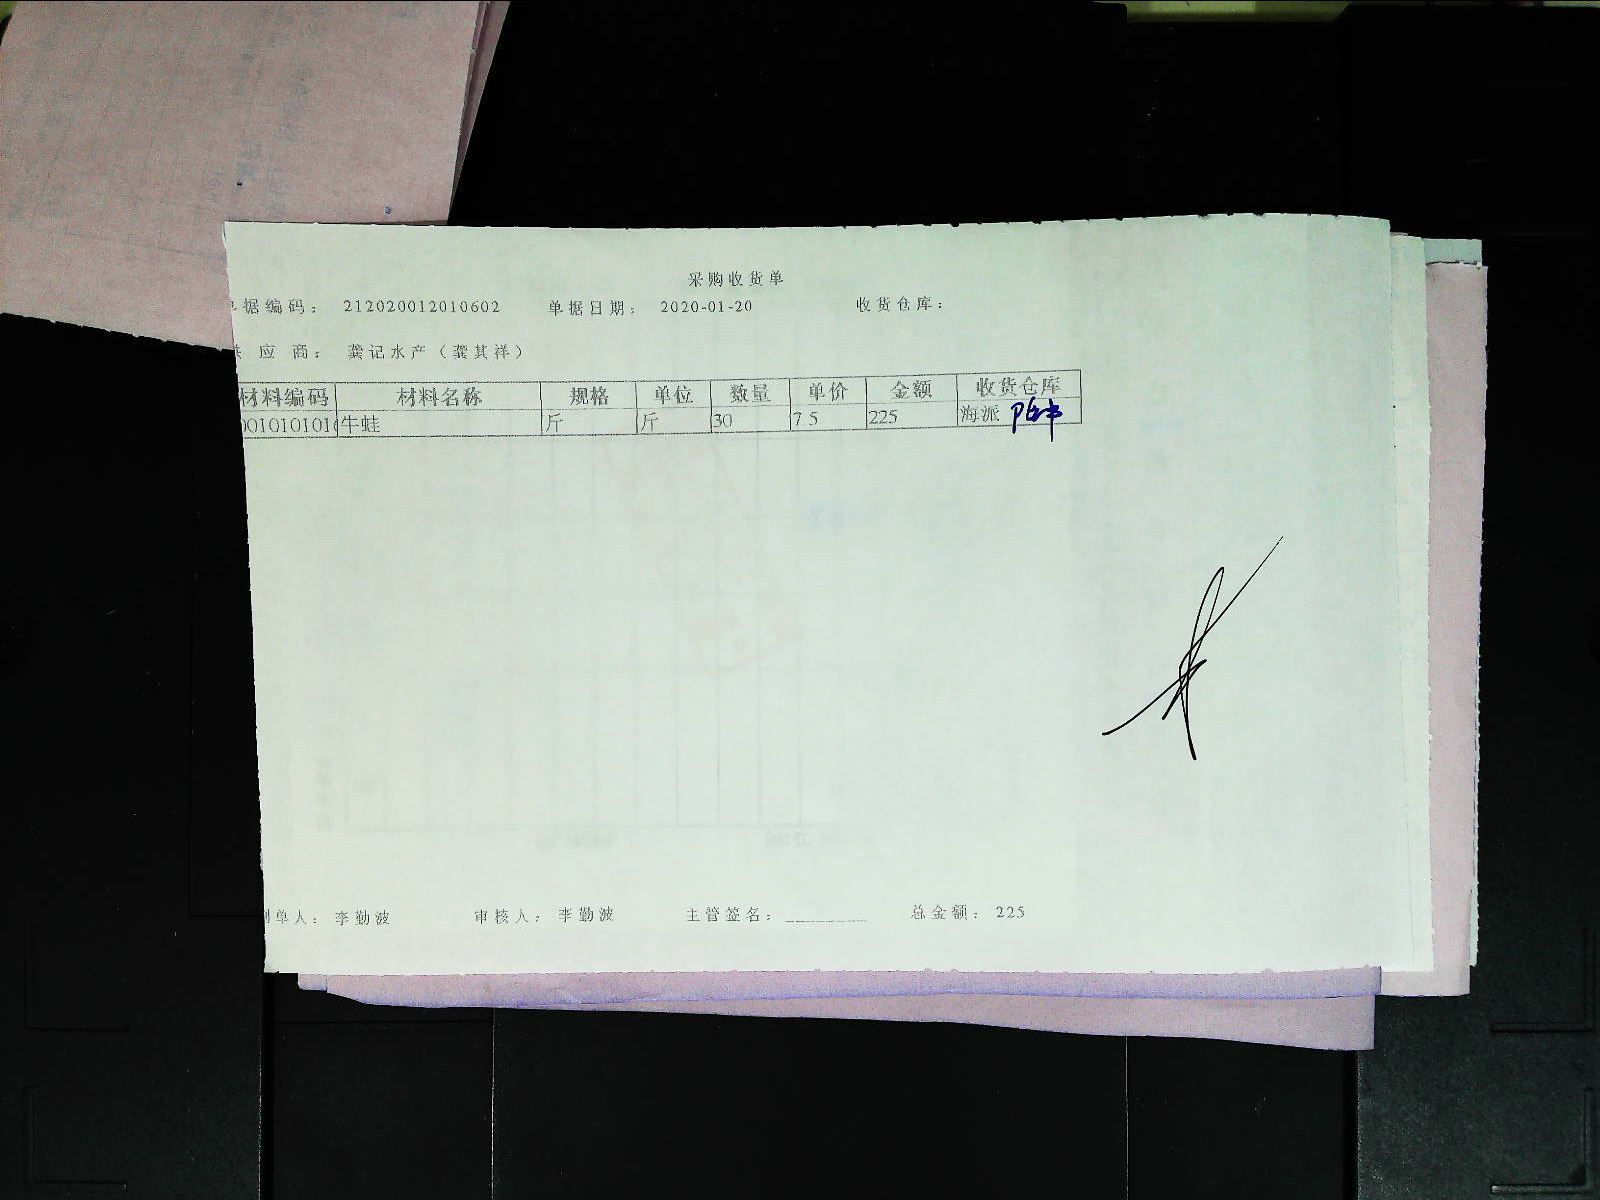 采购收货单
单据编码： 212020012010602 单据日期： 2020-01-20 收货仓库：
供 应 商： 龚记水产（龚其祥）
材料编码 材料名称 规格 单位 数量 单价 金额 收货仓库
001010101 牛蛙 斤 斤 30 7.5 225 海派
制单人： 李勤波 审核人： 李勤波 主管签名： ________ 总金额： 225